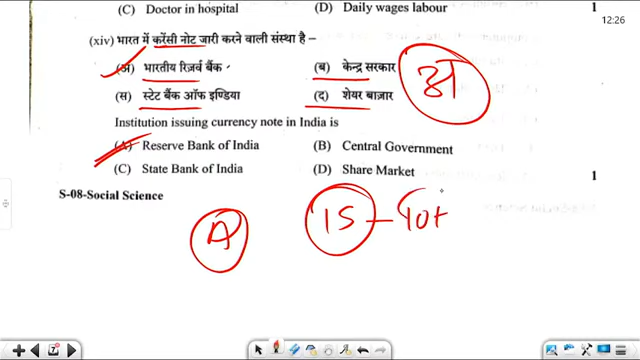 12:26
(C) Doctor in hospital (D) Daily wages labour 1
(xiv) भारत में करेंसी नोट जारी करने वाली संस्था है –
(अ) भारतीय रिज़र्व बैंक (ब) केन्द्र सरकार
(स) स्टेट बैंक ऑफ इण्डिया (द) शेयर बाज़ार
अ
Institution issuing currency note in India is
(A) Reserve Bank of India (B) Central Government
(C) State Bank of India (D) Share Market 1
S-08-Social Science
A 15 –
7